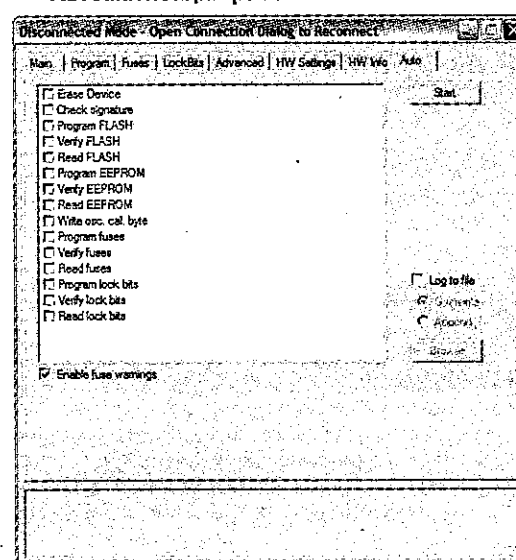 Disconnected Mode - Open Connection Dialog to Reconnect
Main Program Fuses LockBits Advanced HW Settings HW Info Auto
Erase Device
Start
Check signature
Program FLASH
Verify FLASH
Read FLASH
Program EEPROM
Verify EEPROM
Read EEPROM
Write osc. cal. byte
Program fuses
Verify fuses
Read fuses
Program lock bits
Log to file
Verify lock bits
Read lock bits
Append
Browse
Enable fuse warnings